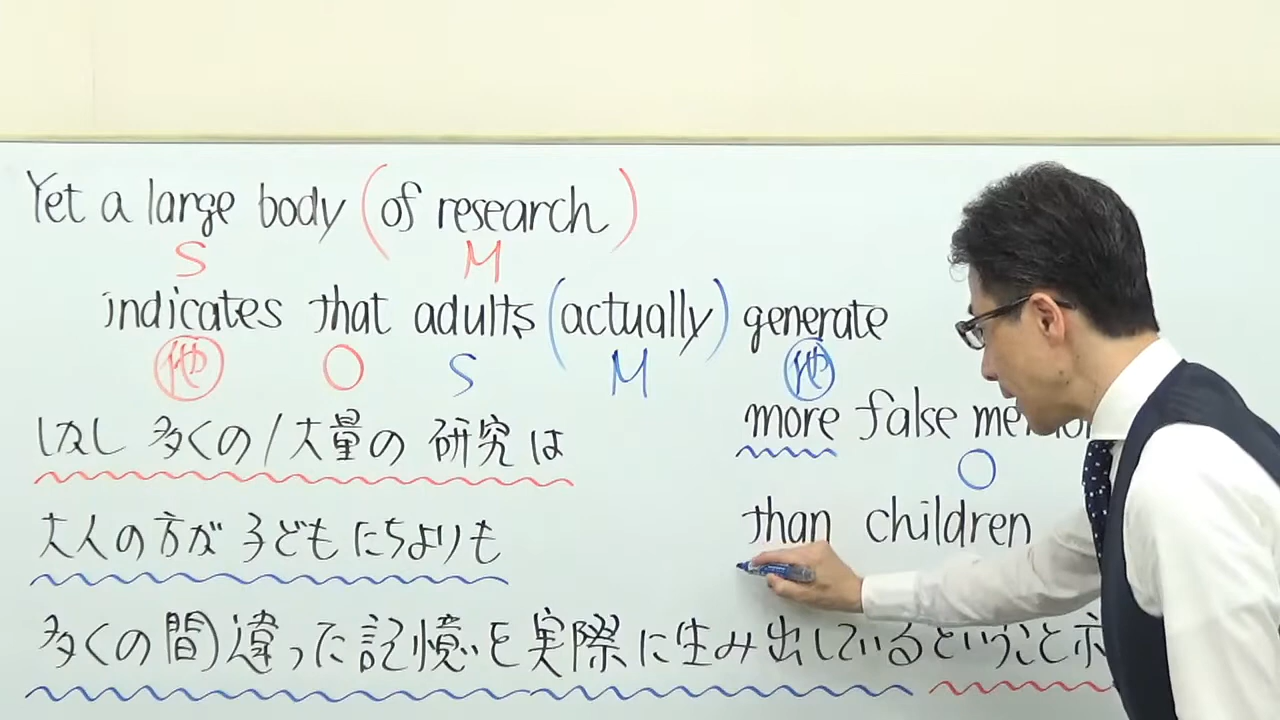 Yet a large body (of research)
S M
indicates that adults (actually) generate
他 O S M 他
more false
O
than children
しかし 多くの/大量の 研究は
大人の方が 子どもたちよりも
多くの間違った記憶を実際に生み出しているということ